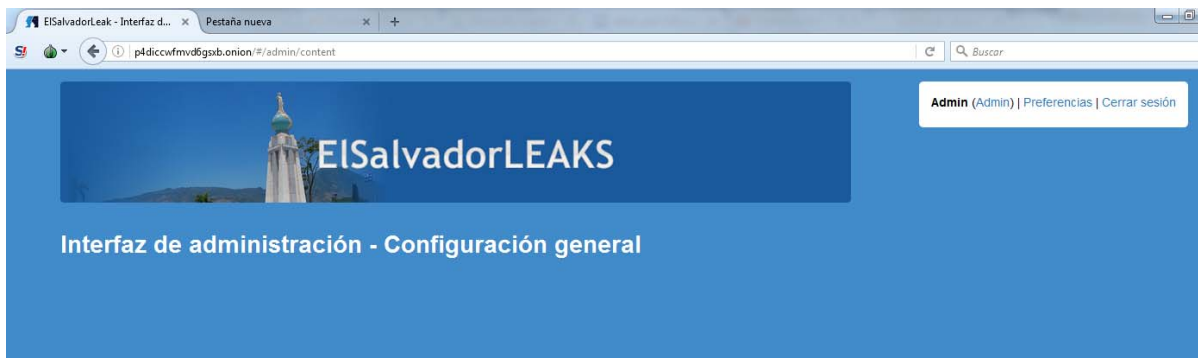 ElSalvadorLeak - Interfaz d...
Pestaña nueva
p4diccwfmvd6gsxb.onion/#/admin/content
Buscar
Admin (Admin) | Preferencias | Cerrar sesión
ElSalvadorLEAKS
Interfaz de administración - Configuración general